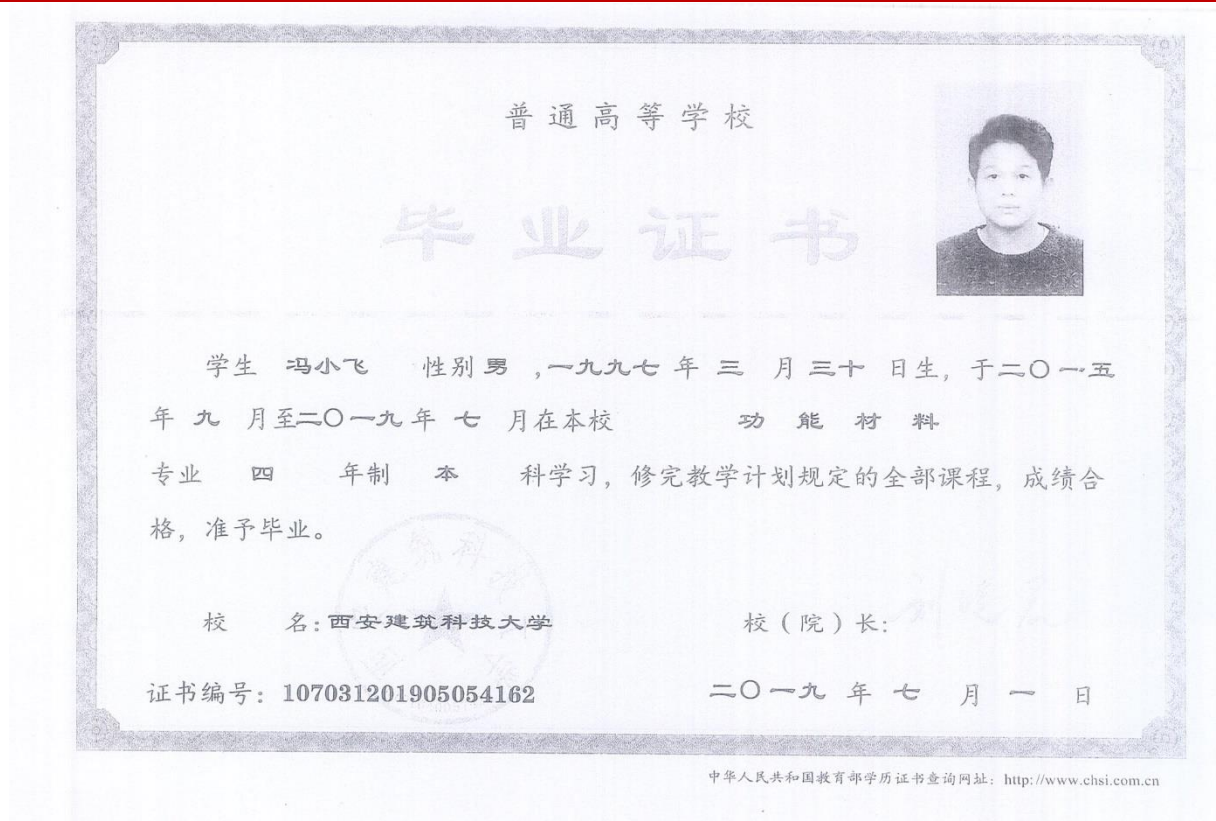 普通高等学校
毕业证书
学生 冯小飞 性别 男 ,一九九七 年 三 月 三十 日生, 于二〇一五
年 九 月至二〇一九年 七 月在本校 功能材料
专业 四 年制 本 科学习, 修完教学计划规定的全部课程, 成绩合
格, 准予毕业。
校 名: 西安建筑科技大学 校(院)长:
证书编号: 107031201905054162 二〇一九 年 七 月 一 日
中华人民共和国教育部学历证书查询网址: http://www.chsi.com.cn